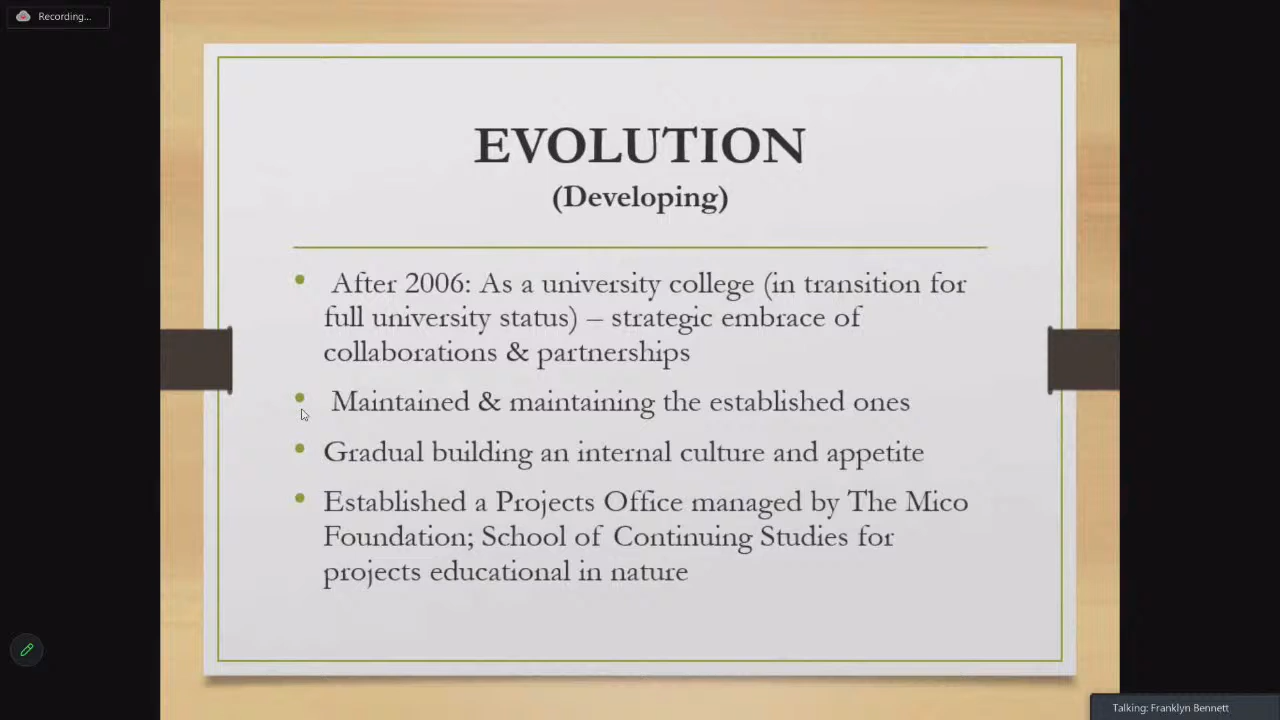 Recording...
EVOLUTION
(Developing)
• After 2006: As a university college (in transition for
full university status) – strategic embrace of
collaborations & partnerships
• Maintained & maintaining the established ones
• Gradual building an internal culture and appetite
• Established a Projects Office managed by The Mico
Foundation; School of Continuing Studies for
projects educational in nature
Talking: Franklyn Bennett